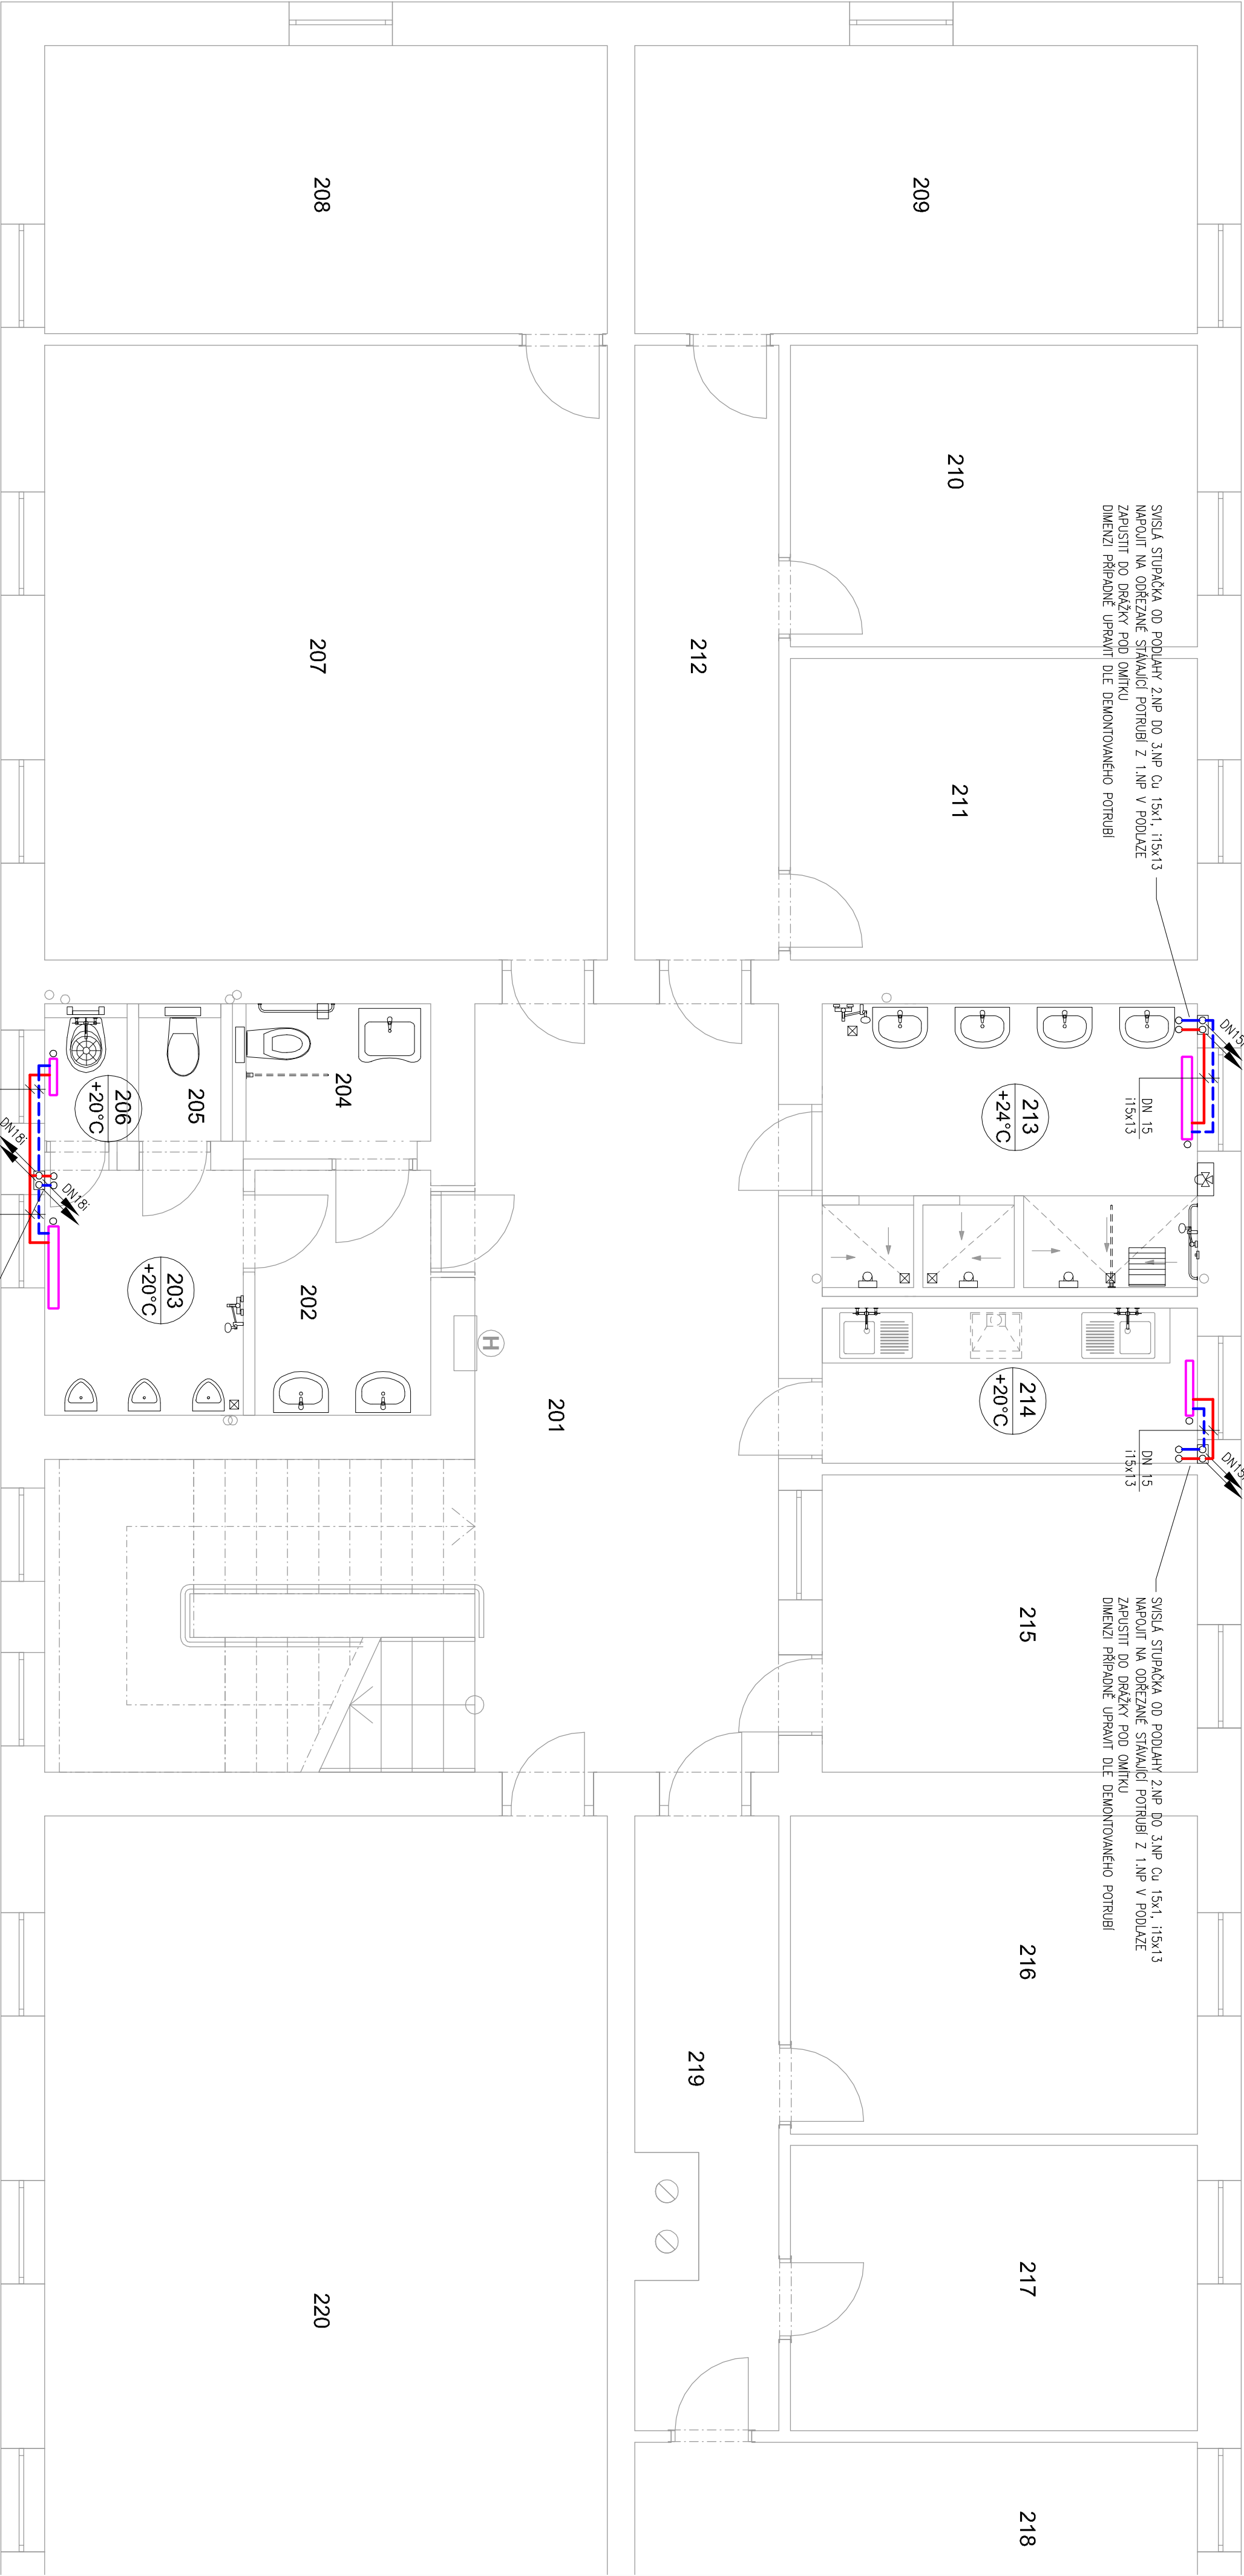 208
209
210
SVISLÁ STUPAČKA OD PODLAHY 2.NP DO 3.NP Cu 15x1, i15x13
NAPOJIT NA ODŘEZANÉ STÁVAJÍCÍ POTRUBÍ Z 1.NP V PODLAZE
ZAPUSTIT DO DRÁŽKY POD OMÍTKU
DIMENZI PŘÍPADNĚ UPRAVIT DLE DEMONTOVANÉHO POTRUBÍ
207
212
211
DN15i
DN 15
i15x13
213
+24°C
204
205
206
+20°C
DN18i
DN18i
203
+20°C
202
H
201
214
+20°C
DN15i
DN 15
i15x13
215
SVISLÁ STUPAČKA OD PODLAHY 2.NP DO 3.NP Cu 15x1, i15x13
NAPOJIT NA ODŘEZANÉ STÁVAJÍCÍ POTRUBÍ Z 1.NP V PODLAZE
ZAPUSTIT DO DRÁŽKY POD OMÍTKU
DIMENZI PŘÍPADNĚ UPRAVIT DLE DEMONTOVANÉHO POTRUBÍ
216
219
217
220
218